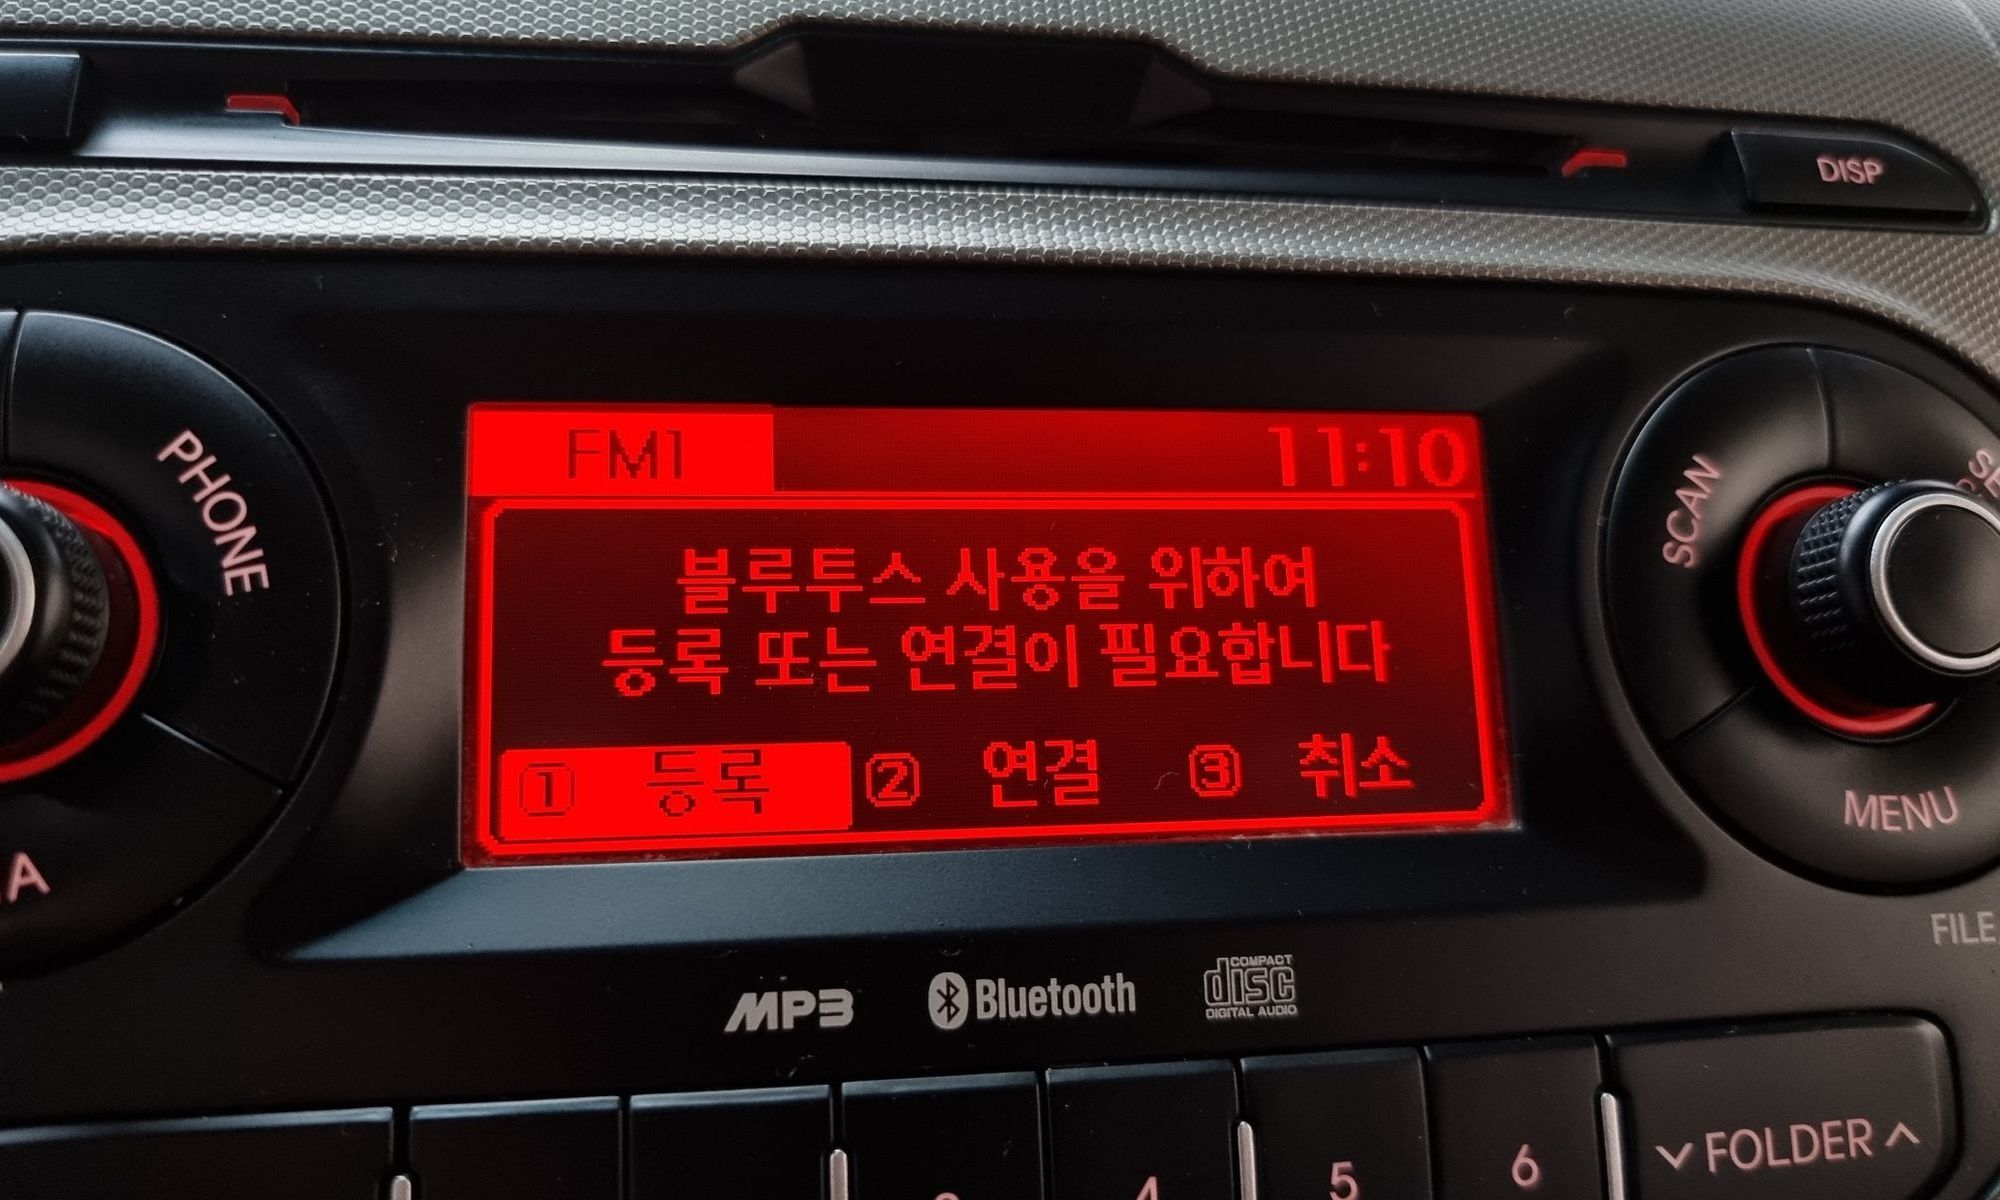 DISP
PHONE
FM1 11:10
블루투스 사용을 위하여
등록 또는 연결이 필요합니다
① 등록 ② 연결 ③ 취소
SCAN
MENU
FILE
MP3 Bluetooth COMPACT disc DIGITAL AUDIO
4 5 6 ∨ FOLDER ∧